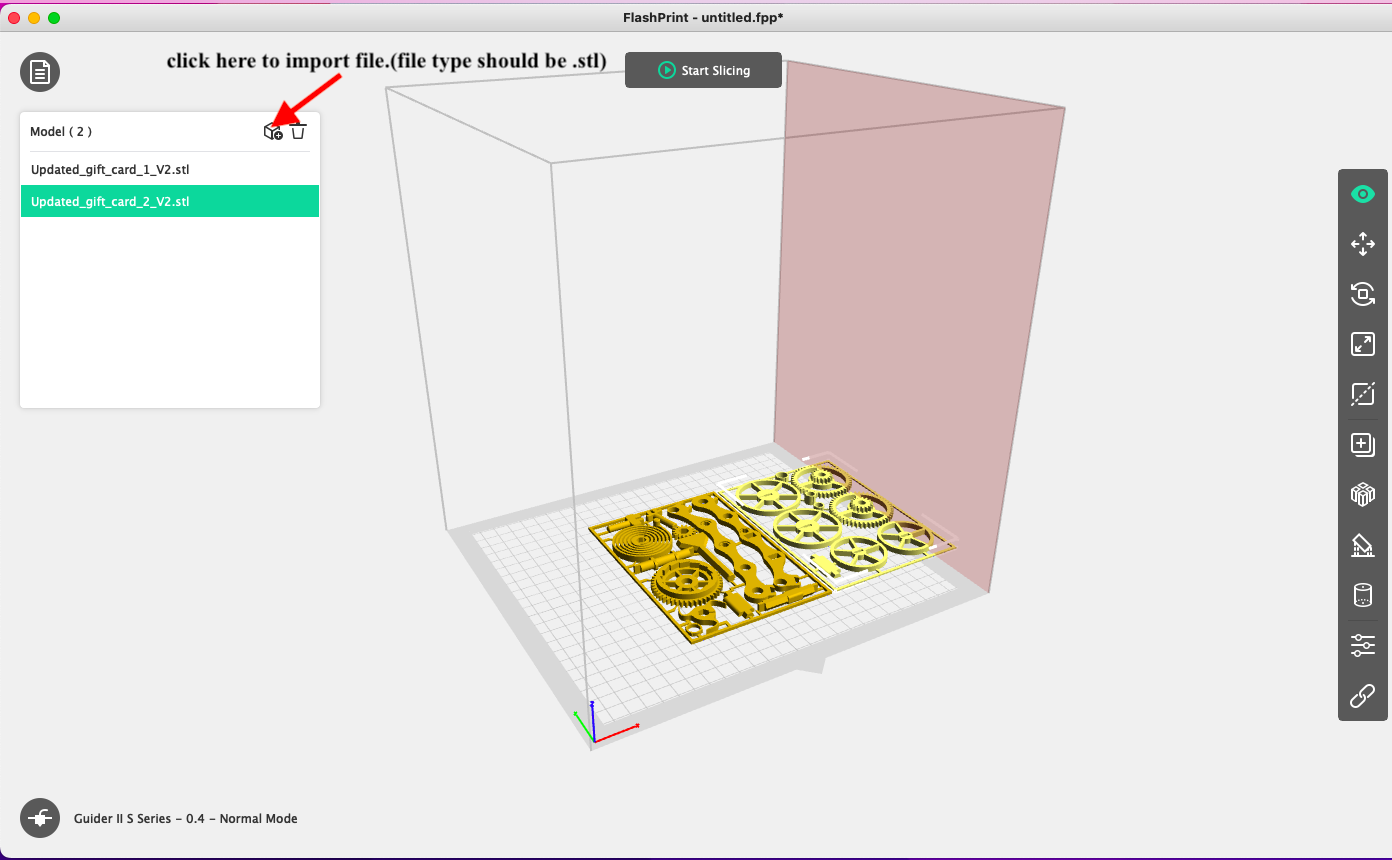 FlashPrint - untitled.fpp*
click here to import file.(file type should be .stl)
Start Slicing
Model ( 2 )
Updated_gift_card_1_V2.stl
Updated_gift_card_2_V2.stl
Guider II S Series - 0.4 - Normal Mode